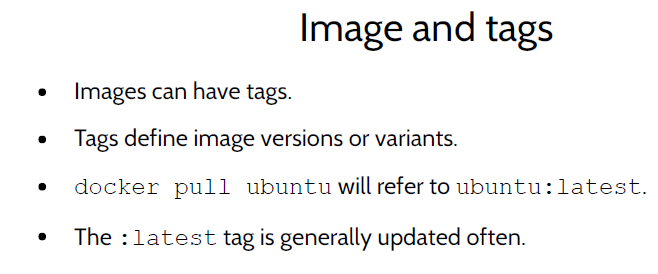 Image and tags
• Images can have tags.
• Tags define image versions or variants.
• docker pull ubuntu will refer to ubuntu:latest.
• The :latest tag is generally updated often.